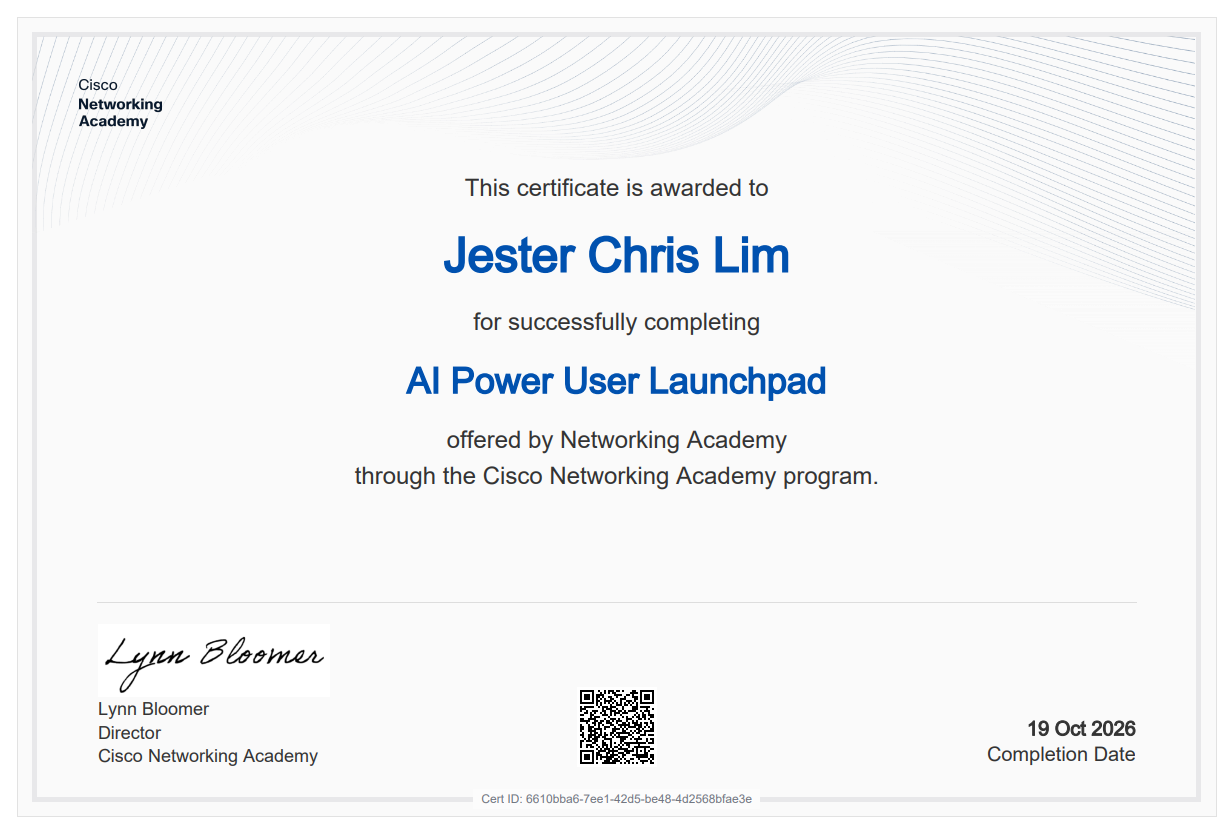 Cisco
Networking
Academy
This certificate is awarded to
Jester Chris Lim
for successfully completing
AI Power User Launchpad
offered by Networking Academy
through the Cisco Networking Academy program.
Lynn Bloomer
Lynn Bloomer
Director
Cisco Networking Academy
19 Oct 2026
Completion Date
Cert ID: 6610bba6-7ee1-42d5-be48-4d2568bfae3e